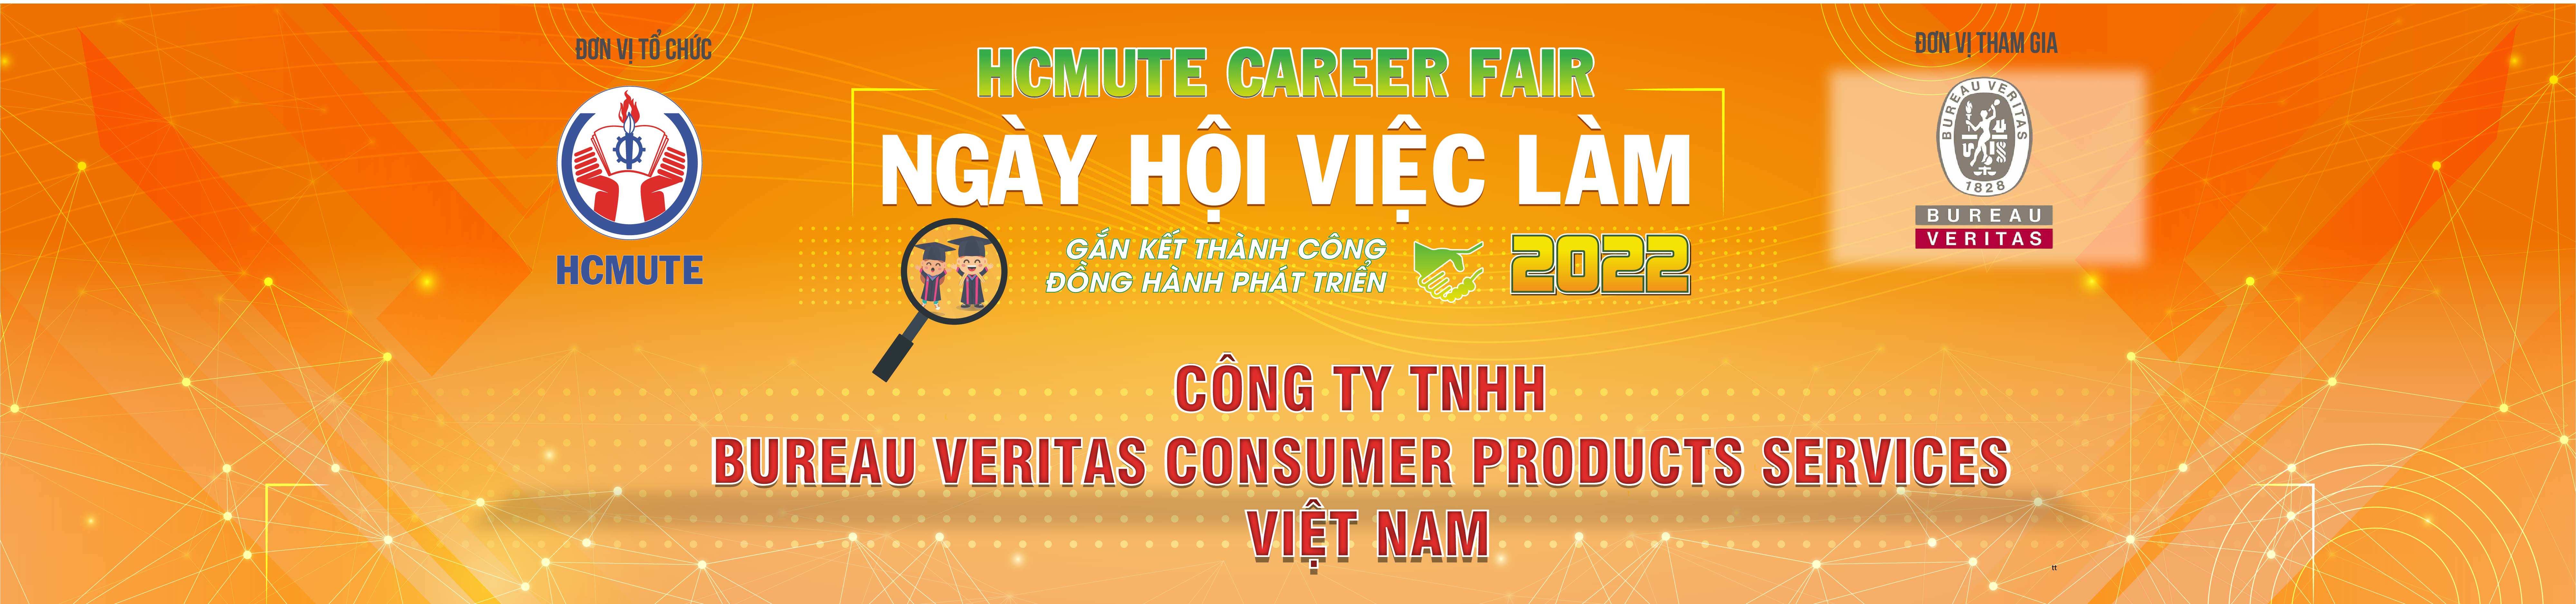 ĐƠN VỊ TỔ CHỨC
HCMUTE
HCMUTE CAREER FAIR
NGÀY HỘI VIỆC LÀM
GẮN KẾT THÀNH CÔNG
ĐỒNG HÀNH PHÁT TRIỂN
2022
ĐƠN VỊ THAM GIA
BUREAU VERITAS
1828
BUREAU
VERITAS
CÔNG TY TNHH
BUREAU VERITAS CONSUMER PRODUCTS SERVICES
VIỆT NAM
tt